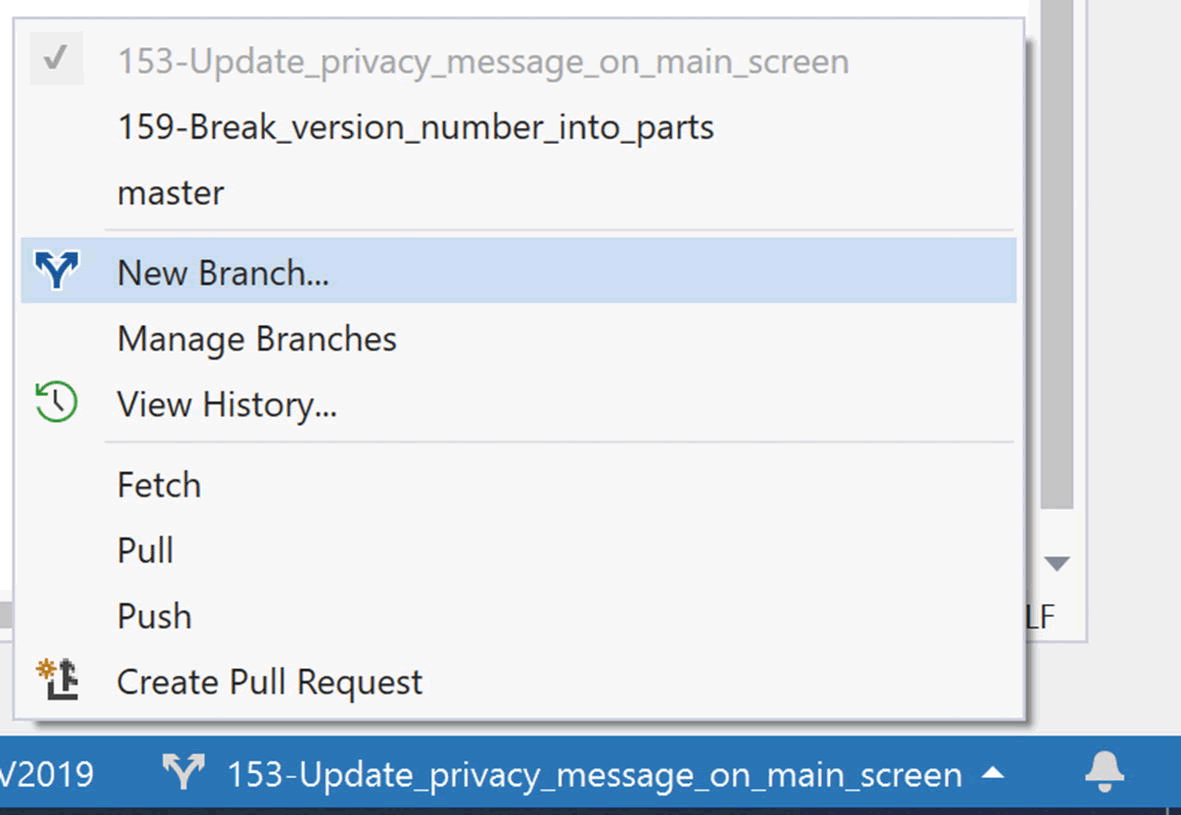 153-Update_privacy_message_on_main_screen
159-Break_version_number_into_parts
master
New Branch...
Manage Branches
View History...
Fetch
Pull
Push
LF
Create Pull Request
V2019 153-Update_privacy_message_on_main_screen